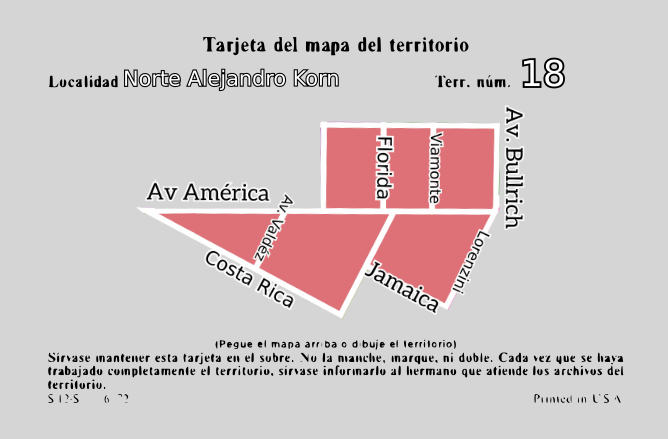 Tarjeta del mapa del territorio
Localidad Norte Alejandro Korn Terr. núm. 18
Av. Bullrich
Florida
Viamonte
Av América
Av. Valdéz
Lorenzini
Costa Rica
Jamaica
(Pegue el mapa arriba o dibuje el territorio)
Sírvase mantener esta tarjeta en el sobre. No la manche, marque, ni doble. Cada vez que se haya
trabajado completamente el territorio, sírvase informarlo al hermano que atiende los archivos del
territorio.
S-12-S 6-72 Printed in U.S.A.